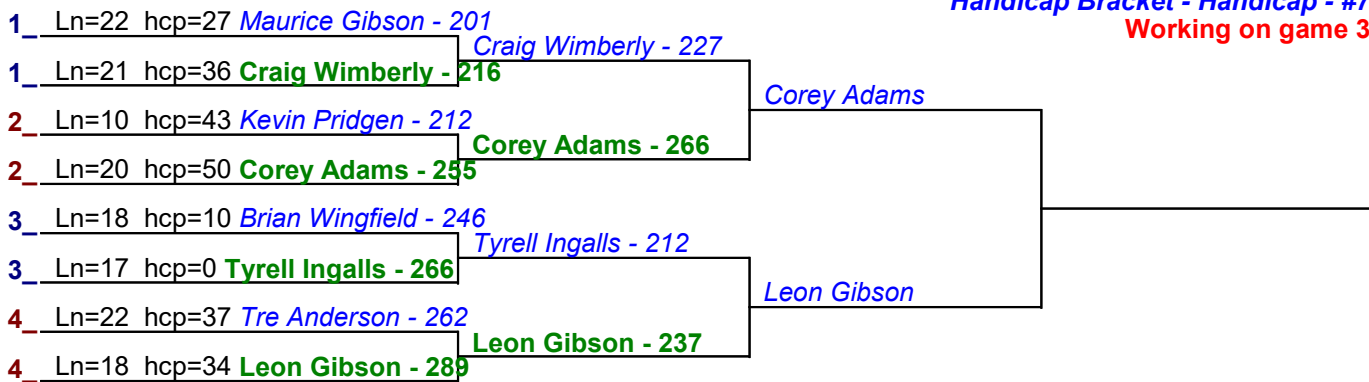 Handicap Bracket - Handicap - #7
Working on game 3
1_ Ln=22 hcp=27 Maurice Gibson - 201
Craig Wimberly - 227
1_ Ln=21 hcp=36 Craig Wimberly - 216
Corey Adams
2_ Ln=10 hcp=43 Kevin Pridgen - 212
Corey Adams - 266
2_ Ln=20 hcp=50 Corey Adams - 255
3_ Ln=18 hcp=10 Brian Wingfield - 246
Tyrell Ingalls - 212
3_ Ln=17 hcp=0 Tyrell Ingalls - 266
Leon Gibson
4_ Ln=22 hcp=37 Tre Anderson - 262
Leon Gibson - 237
4_ Ln=18 hcp=34 Leon Gibson - 289